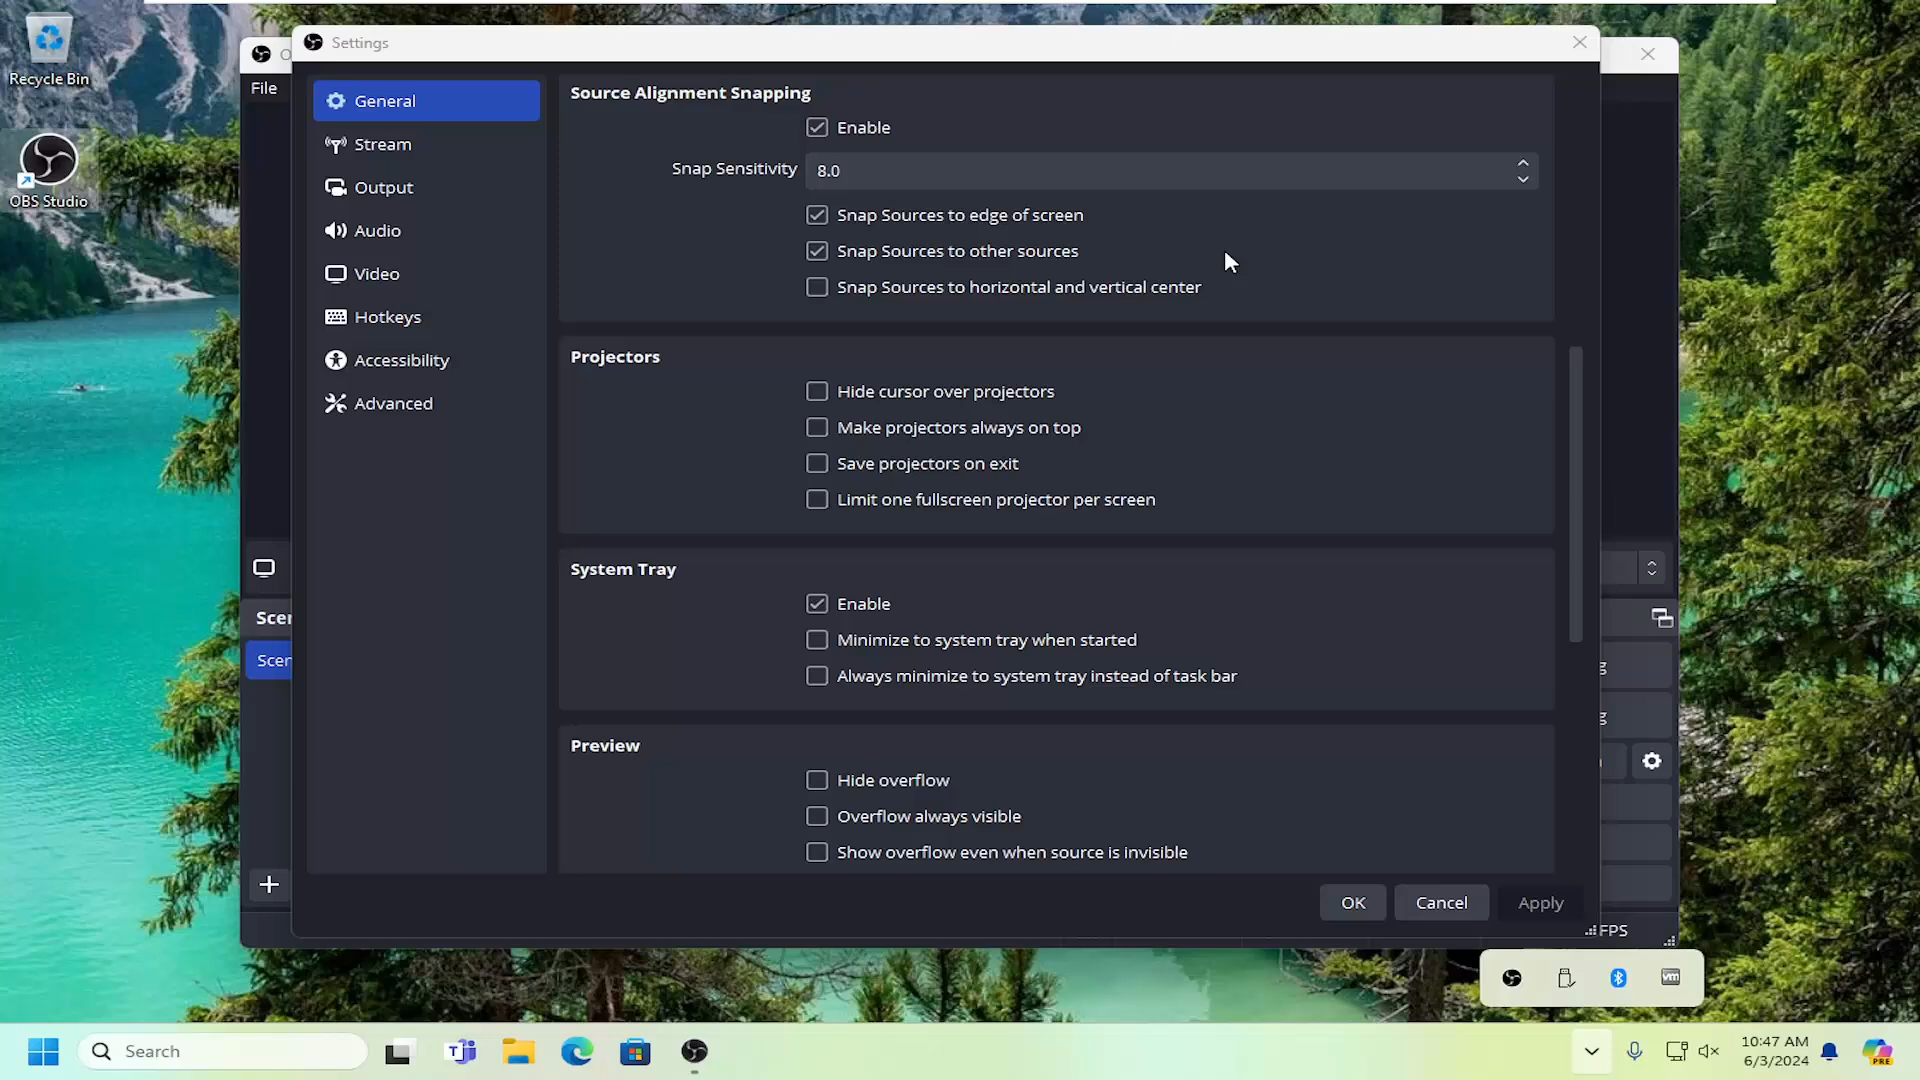 Recycle Bin
OBS Studio
Settings
O
File
General
Stream
Output
Audio
Video
Hotkeys
Accessibility
Advanced
Source Alignment Snapping
Enable
Snap Sensitivity
8.0
Snap Sources to edge of screen
Snap Sources to other sources
Snap Sources to horizontal and vertical center
Projectors
Hide cursor over projectors
Make projectors always on top
Save projectors on exit
Limit one fullscreen projector per screen
System Tray
Enable
Minimize to system tray when started
Always minimize to system tray instead of task bar
Preview
Hide overflow
Overflow always visible
Show overflow even when source is invisible
Scen
Scen
g
g
OK
Cancel
Apply
FPS
vm
Search
10:47 AM
6/3/2024
PRE